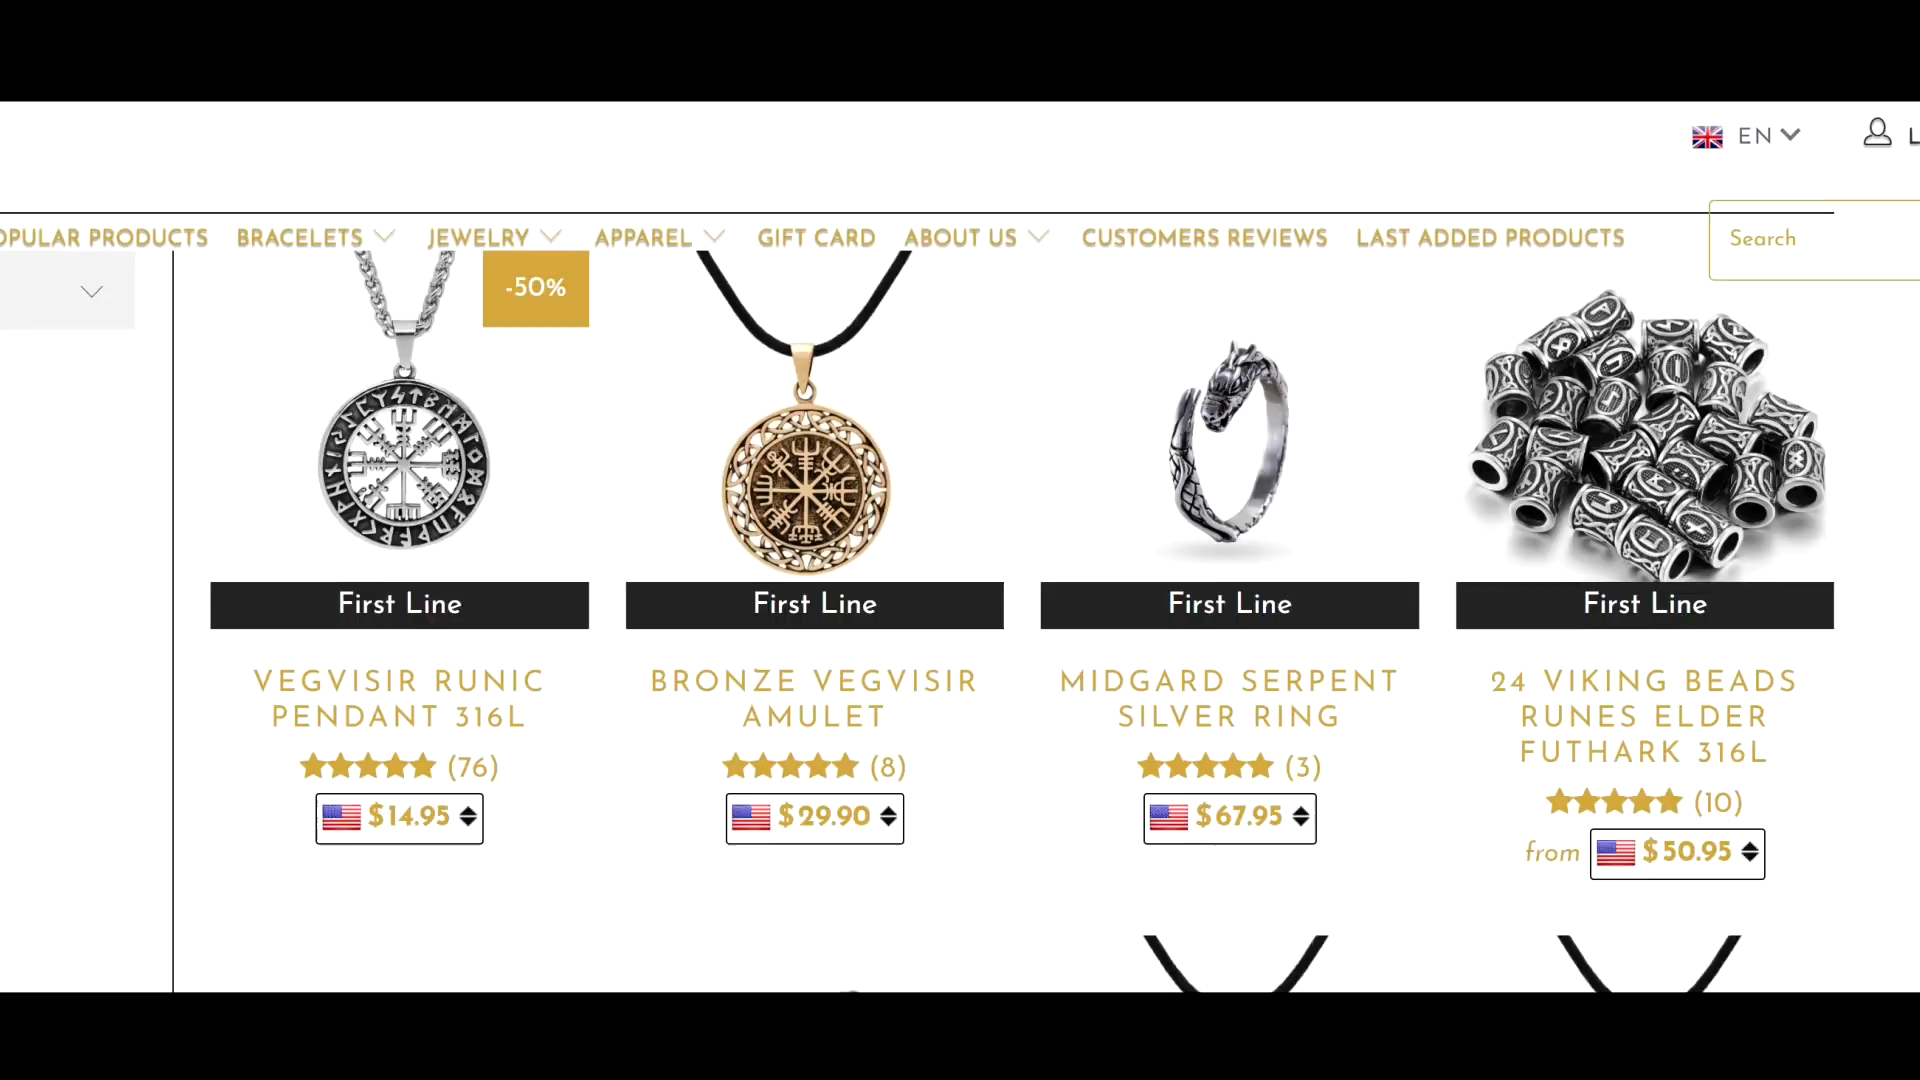 EN
OPULAR PRODUCTS BRACELETS JEWELRY APPAREL GIFT CARD ABOUT US CUSTOMERS REVIEWS LAST ADDED PRODUCTS Search
-50%
First Line
First Line
First Line
First Line
VEGVISIR RUNIC
PENDANT 316L
(76)
$14.95
BRONZE VEGVISIR
AMULET
(8)
$29.90
MIDGARD SERPENT
SILVER RING
(3)
$67.95
24 VIKING BEADS
RUNES ELDER
FUTHARK 316L
(10)
from $50.95